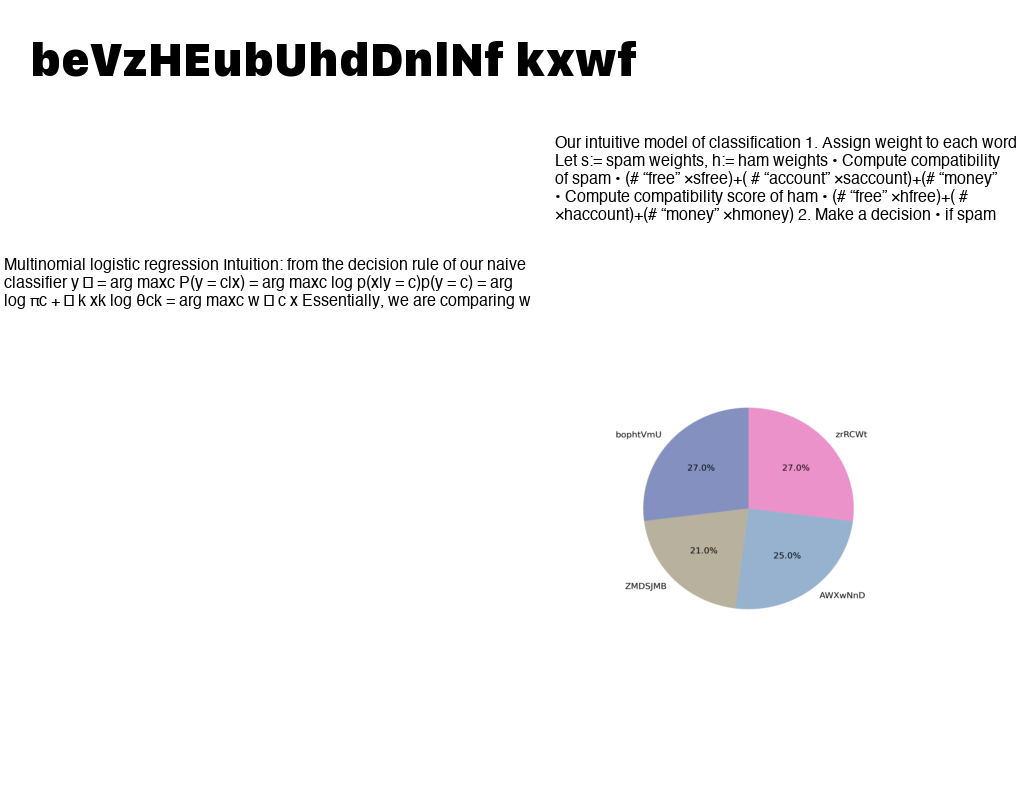 beVzHEubUhdDnlNf kxwf
Our intuitive model of classification 1. Assign weight to each word
Let s:= spam weights, h:= ham weights • Compute compatibility
of spam • (# “free” ×sfree)+( # “account” ×saccount)+(# “money”
• Compute compatibility score of ham • (# “free” ×hfree)+( #
×haccount)+(# “money” ×hmoney) 2. Make a decision • if spam
Multinomial logistic regression Intuition: from the decision rule of our naive
classifier y = arg maxc P(y = c|x) = arg maxc log p(x|y = c)p(y = c) = arg
log πc + k xk log θck = arg maxc w c x Essentially, we are comparing w
bophtVmU
zrRCWt
27.0%
27.0%
21.0%
25.0%
ZMDSJMB
AWXwNnD